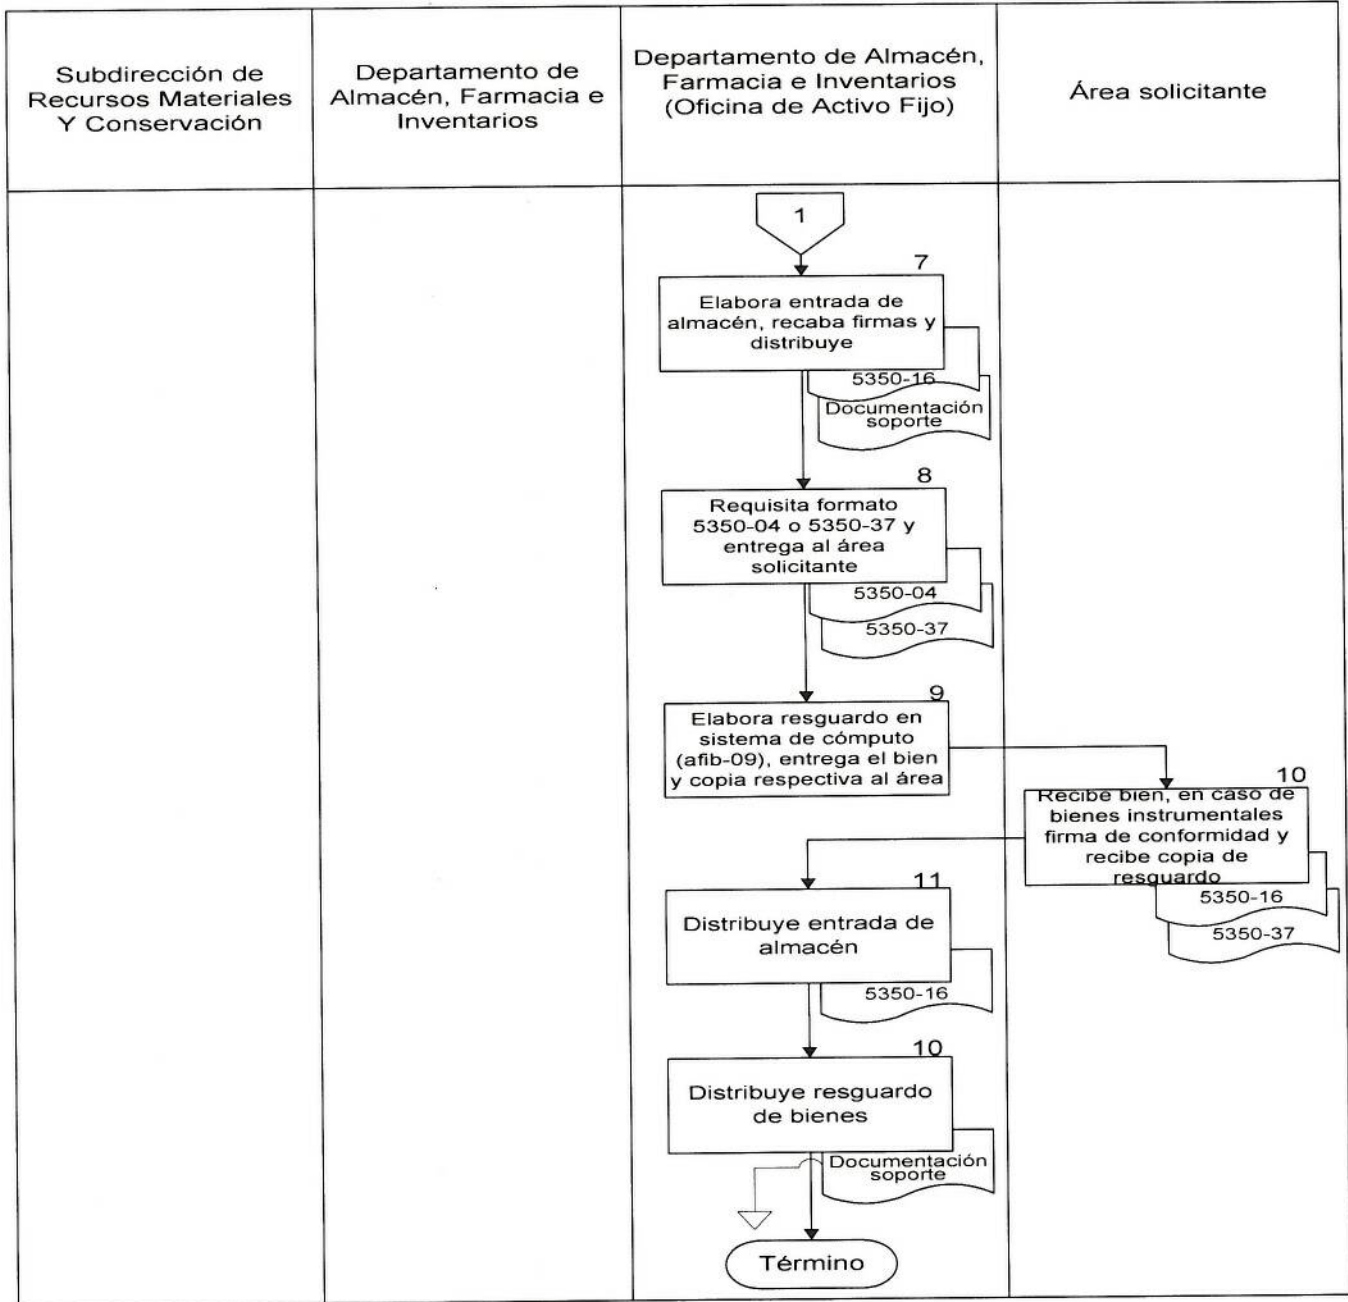 Subdirección de
Recursos Materiales
Y Conservación
Departamento de
Almacén, Farmacia e
Inventarios
Departamento de Almacén,
Farmacia e Inventarios
(Oficina de Activo Fijo)
Área solicitante
1
7
Elabora entrada de
almacén, recaba firmas y
distribuye
5350-16
Documentación
soporte
8
Requisita formato
5350-04 o 5350-37 y
entrega al área
solicitante
5350-04
5350-37
9
Elabora resguardo en
sistema de cómputo
(afib-09), entrega el bien
y copia respectiva al área
10
Recibe bien, en caso de
bienes instrumentales
firma de conformidad y
recibe copia de
resguardo
5350-16
5350-37
11
Distribuye entrada de
almacén
5350-16
10
Distribuye resguardo
de bienes
Documentación
soporte
Término